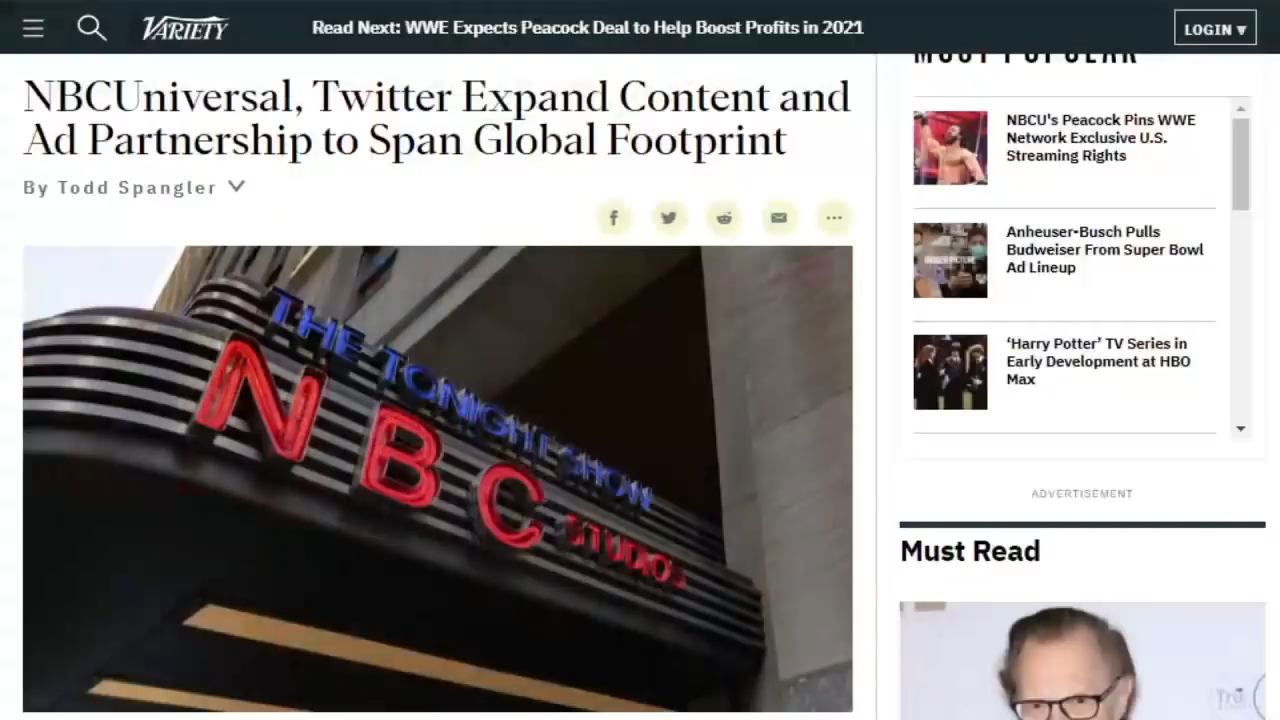 VARIETY
Read Next: WWE Expects Peacock Deal to Help Boost Profits in 2021
LOGIN
NBCUniversal, Twitter Expand Content and
Ad Partnership to Span Global Footprint
By Todd Spangler
THE TONIGHT SHOW
NBC STUDIOS
MOST POPULAR
NBCU's Peacock Pins WWE
Network Exclusive U.S.
Streaming Rights
Anheuser-Busch Pulls
Budweiser From Super Bowl
Ad Lineup
‘Harry Potter’ TV Series in
Early Development at HBO
Max
ADVERTISEMENT
Must Read